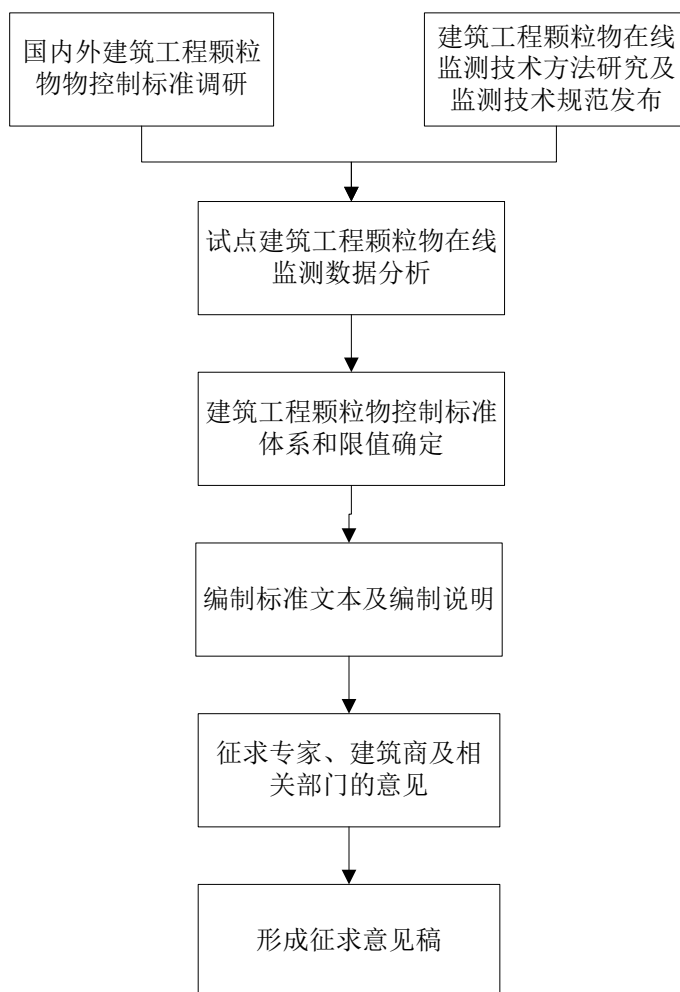 国内外建筑工程颗粒
物物控制标准调研
建筑工程颗粒物在线
监测技术方法研究及
监测技术规范发布
试点建筑工程颗粒物在线
监测数据分析
建筑工程颗粒物控制标准
体系和限值确定
编制标准文本及编制说明
征求专家、建筑商及相
关部门的意见
形成征求意见稿